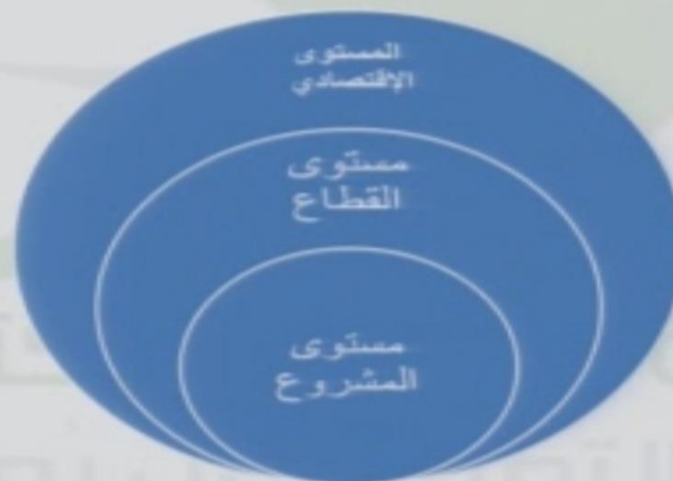 المستوى
الإقتصادي
مستوى
القطاع
مستوى
المشروع